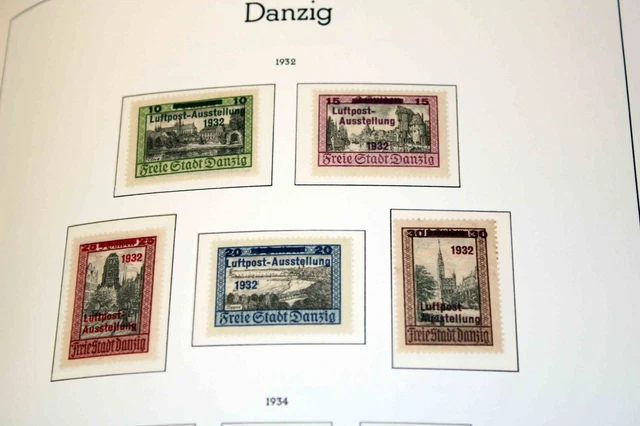 Danzig
1932
10 10
Luftpost-Ausstellung
1932
Freie Stadt Danzig
15 15
Luftpost-
Ausstellung
1932
Freie Stadt Danzig
25 25
1932
Luftpost-
Ausstellung
Freie Stadt Danzig
20 20
Luftpost-Ausstellung
1932
Freie Stadt Danzig
30 30
1932
Luftpost-
Ausstellung
Freie Stadt Danzig
1934